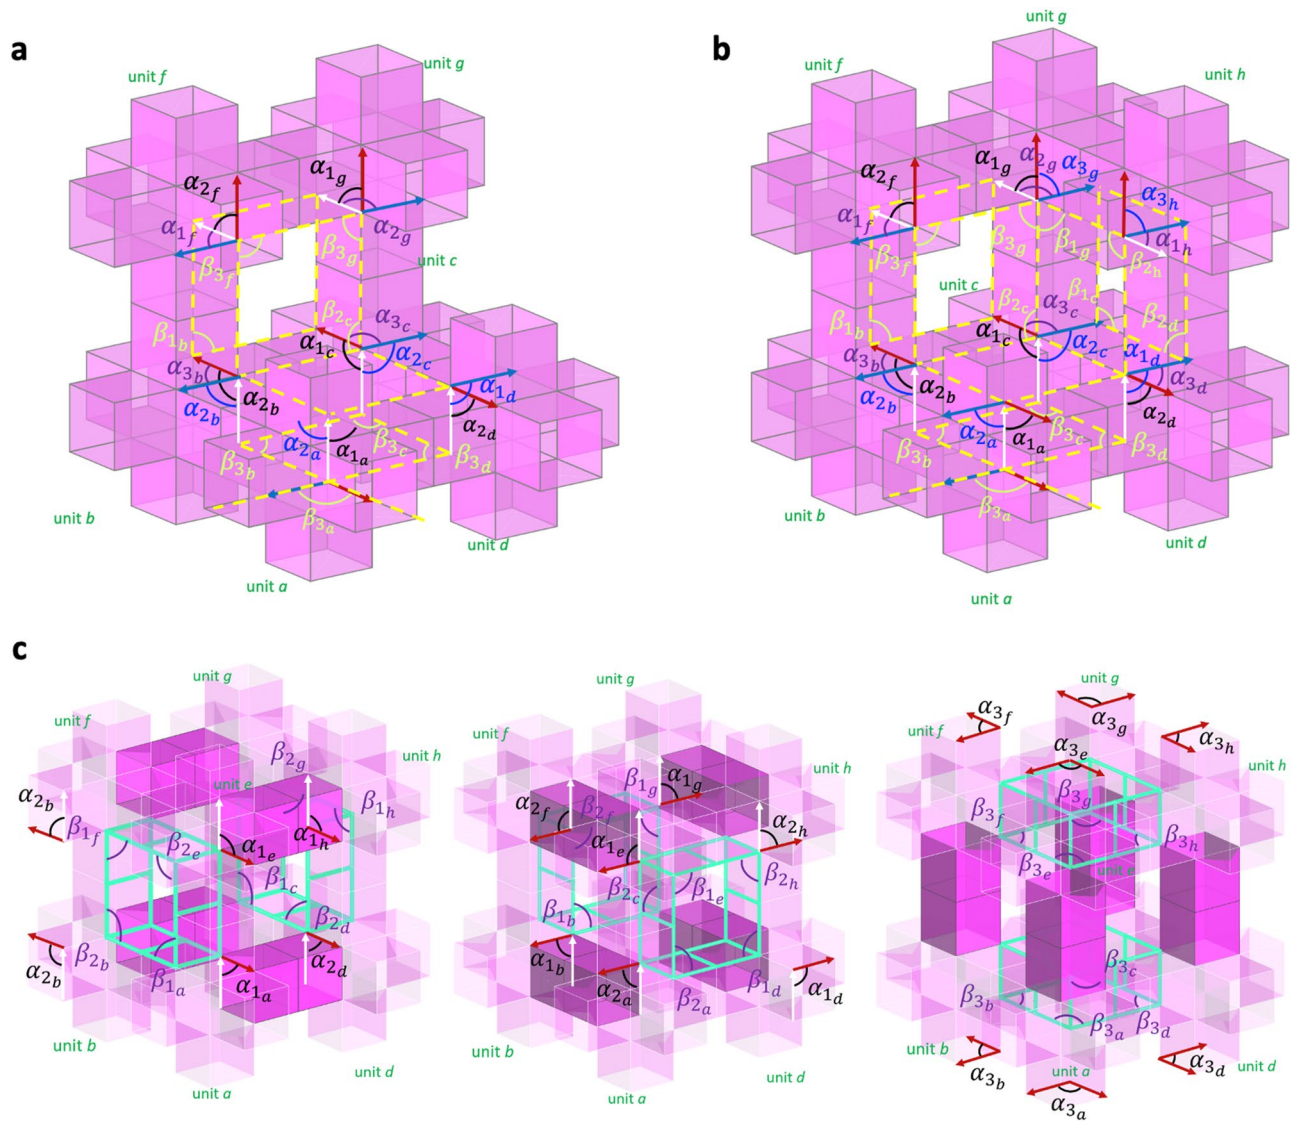 a
unit f
unit g
α2f
α1g
α1f
α2g
β3f
β3g
unit c
β1b
β2c
α3c
α3b
α1c
α2c
α2b
α2b
α1d
α2d
α2a
α1a
β3c
β3b
β3d
β3a
unit b
unit d
unit a
b
unit g
unit f
unit h
α1g
α2g
α3g
α2f
α3h
α1f
α1h
β3f
β3g
β1g
β2h
unit c
β2c
β1c
α3c
β1b
β2d
α1c
α2c
α3b
α1d
α3d
α2b
α2b
α2d
α2a
α1a
β3c
β3b
β3d
β3a
unit b
unit d
unit a
c
unit g
unit f
β2g
unit h
unit e
α2b
β1f
β1h
β2e
α1e
α1h
β1c
β2d
β2b
α2b
β1a
α1a
α2d
unit b
unit d
unit a
unit g
unit f
unit h
β1g
α1g
α2f
β2f
α1e
α2h
β2c
β1e
β2h
β1b
α1b
α2a
β2a
β1d
α1d
unit b
unit d
unit a
unit g
α3f
α3g
unit f
α3h
α3e
unit h
β3g
β3f
β3h
β3e
unit e
β3c
β3b
β3a
β3d
unit b
unit a
unit d
α3b
α3d
α3a